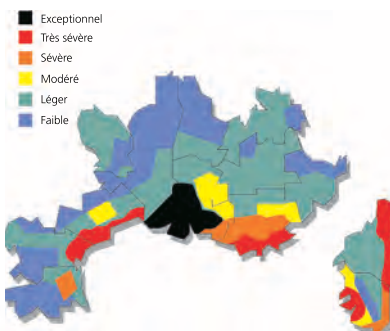 Exceptionnel
Très sévère
Sévère
Modéré
Léger
Faible